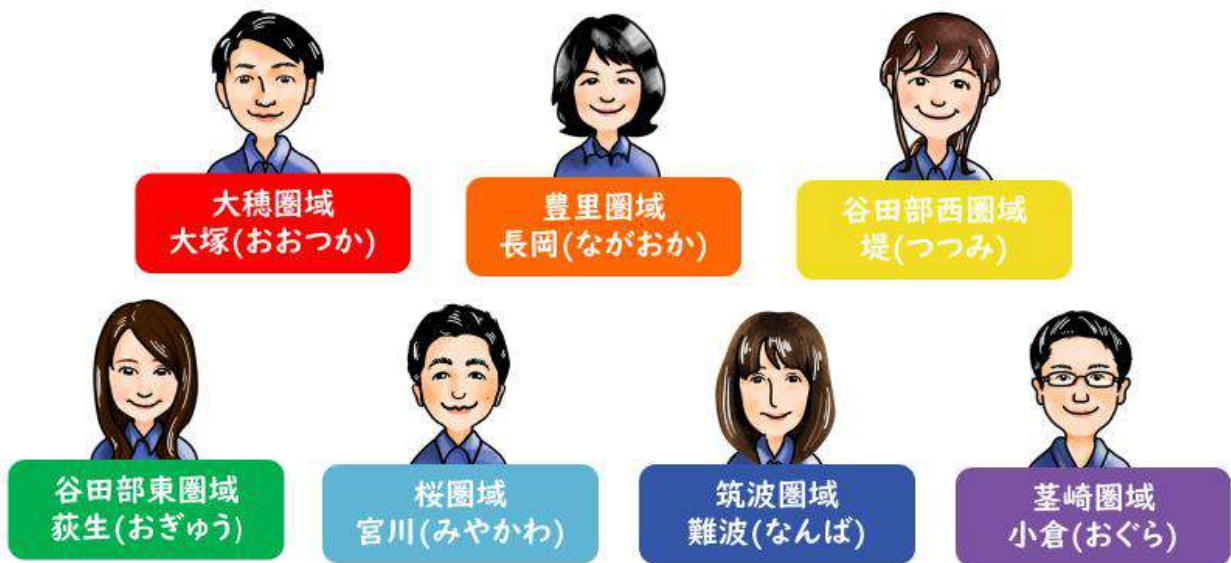 大穂圏域
大塚(おおつか)
豊里圏域
長岡(ながおか)
谷田部西圏域
堤(つつみ)
谷田部東圏域
荻生(おぎゅう)
桜圏域
宮川(みやかわ)
筑波圏域
難波(なんば)
茎崎圏域
小倉(おぐら)